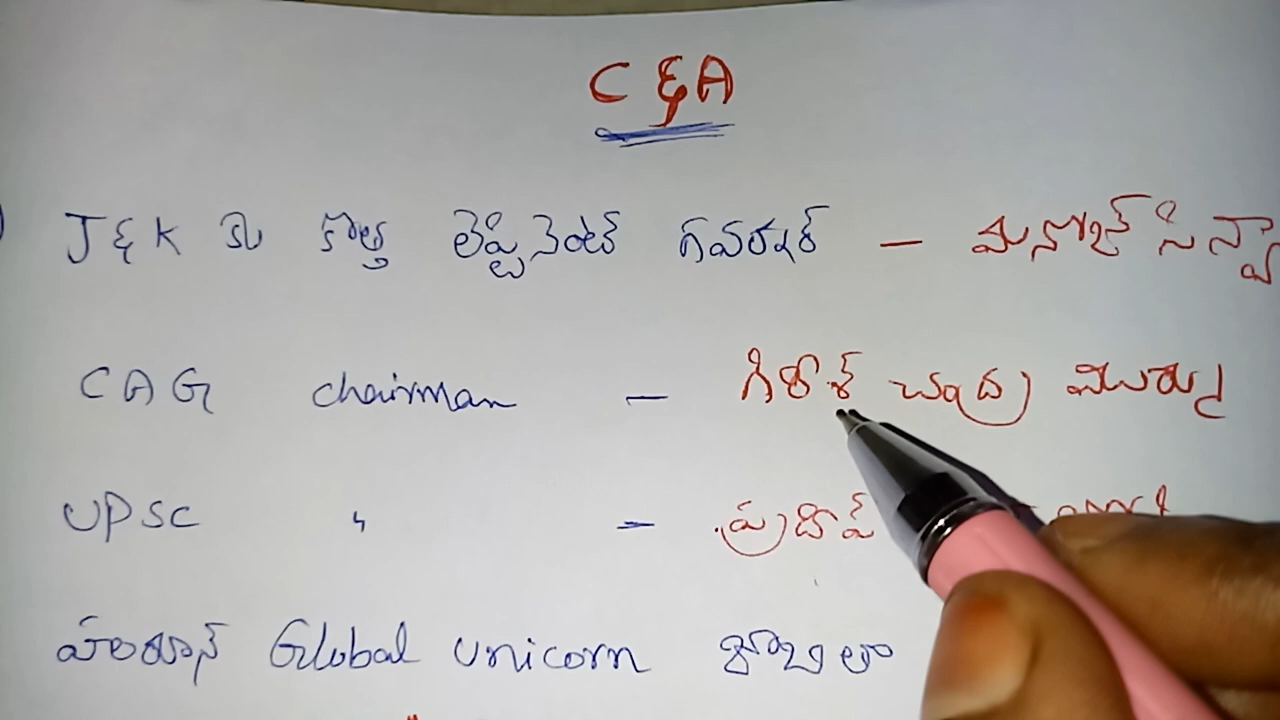 C & A
J & K కు కొత్త లెఫ్టినెంట్ గవర్నర్ - మనోజ్ సిన్హా
CAG chairman - గిరీశ్ చంద్ర ముర్ము
UPSC " - ప్రదీప్
హురూన్ Global unicorn జాబితా